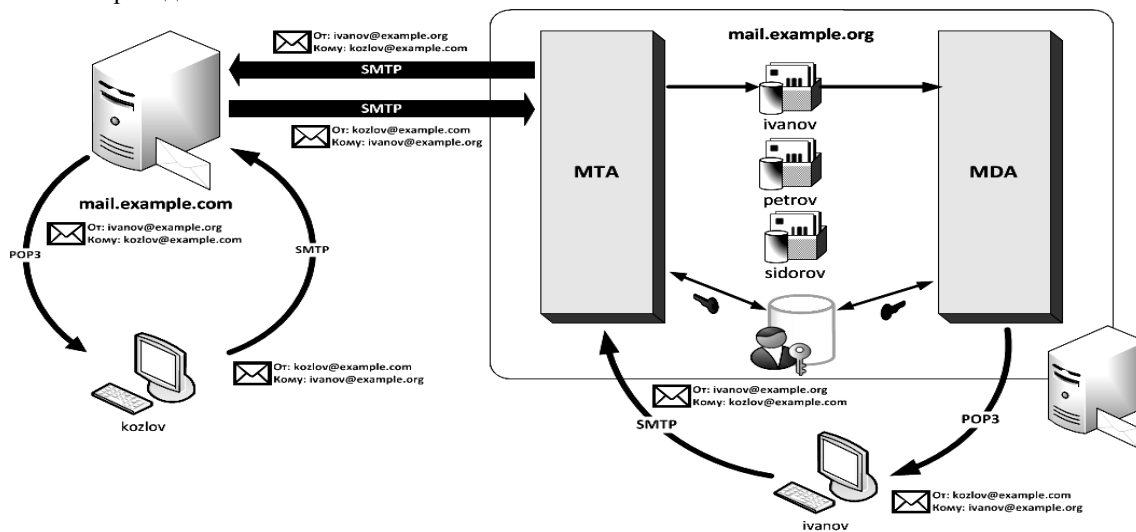 От: ivanov@example.org
Кому: kozlov@example.com
SMTP
SMTP
От: kozlov@example.com
Кому: ivanov@example.org
mail.example.com
От: ivanov@example.org
Кому: kozlov@example.com
POP3
SMTP
От: kozlov@example.com
Кому: ivanov@example.org
kozlov
mail.example.org
MTA
ivanov
petrov
sidorov
MDA
От: ivanov@example.org
Кому: kozlov@example.com
SMTP
POP3
От: kozlov@example.com
Кому: ivanov@example.org
ivanov